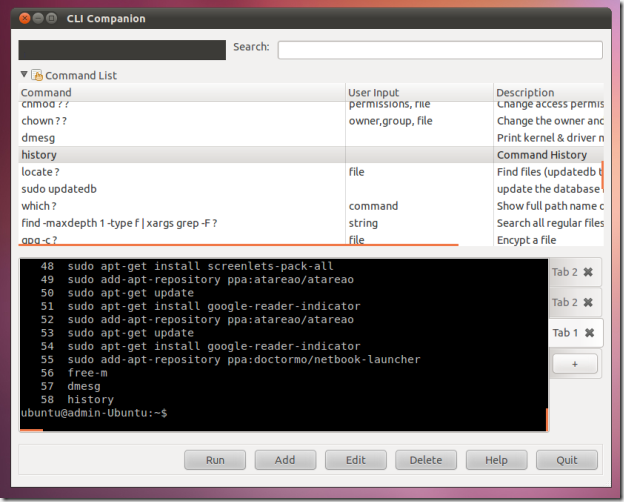 CLI Companion
Search:
Command List
Command User Input Description
chmod ? ? permissions, file Change access permis
chown ? ? owner,group, file Change the owner and
dmesg Print kernel & driver m
history Command History
locate ? file Find files (updatedb t
sudo updatedb update the database
which ? command Show full path name o
find -maxdepth 1 -type f | xargs grep -F ? string Search all regular files
gpg -c ? file Encypt a file
48 sudo apt-get install screenlets-pack-all
49 sudo add-apt-repository ppa:atareao/atareao
50 sudo apt-get update
51 sudo apt-get install google-reader-indicator
52 sudo add-apt-repository ppa:atareao/atareao
53 sudo apt-get update
54 sudo apt-get install google-reader-indicator
55 sudo add-apt-repository ppa:doctormo/netbook-launcher
56 free-m
57 dmesg
58 history
ubuntu@admin-Ubuntu:~$
Tab 2
Tab 2
Tab 1
+
Run Add Edit Delete Help Quit